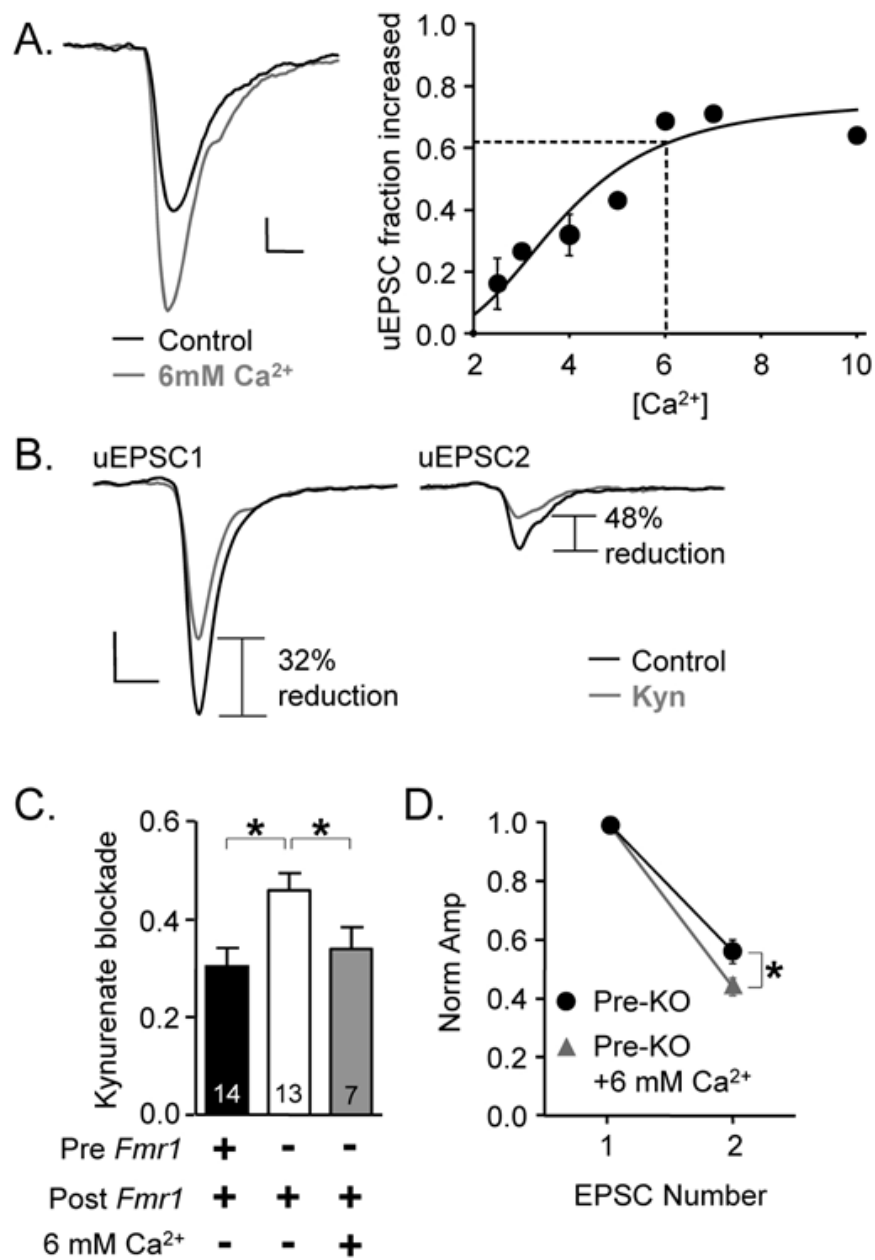 A.
Control
6mM Ca²⁺
uEPSC fraction increased
1.0
0.8
0.6
0.4
0.2
0.0
2 4 6 8 10
[Ca²⁺]
B.
uEPSC1
32%
reduction
uEPSC2
48%
reduction
Control
Kyn
C.
Kynurenate blockade
0.6
0.4
0.2
0.0
* *
14 13 7
Pre Fmr1 + - -
Post Fmr1 + + +
6 mM Ca²⁺ - - +
D.
Norm Amp
1.0
0.8
0.6
0.4
0.2
0.0
*
Pre-KO
Pre-KO
+6 mM Ca²⁺
1 2
EPSC Number